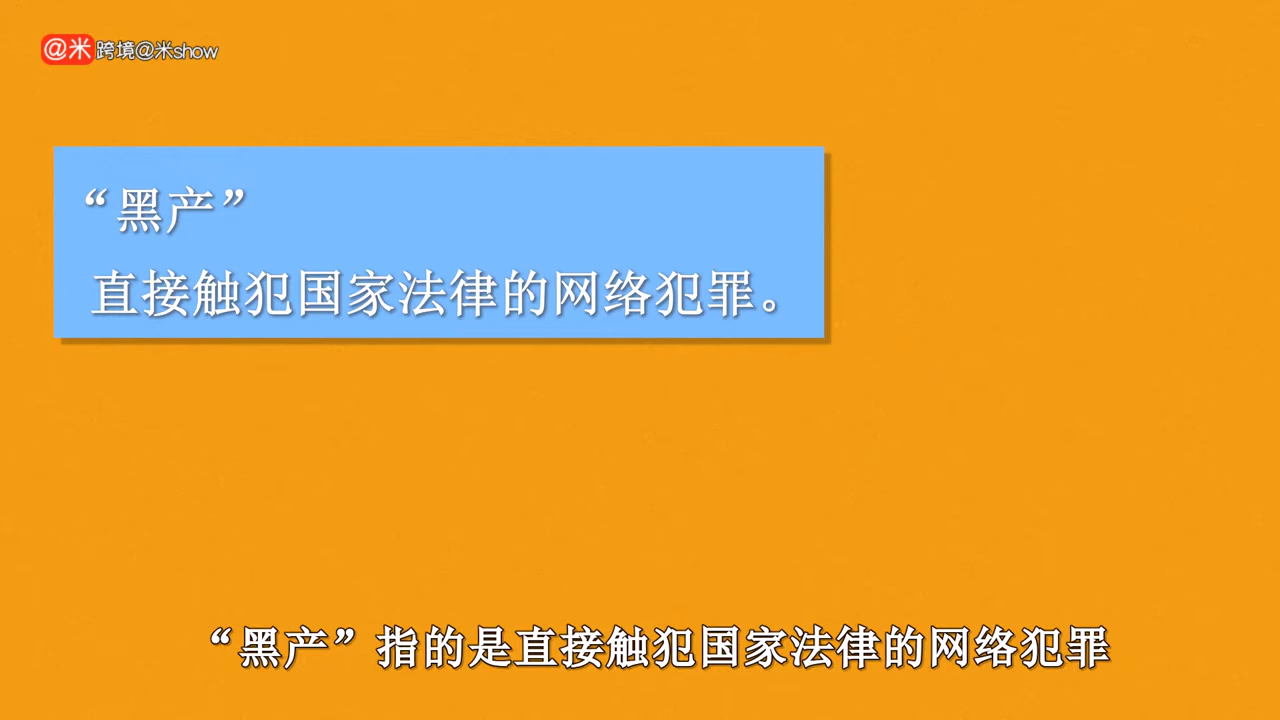 @米 跨境@米show
“黑产”
直接触犯国家法律的网络犯罪。
“黑产”指的是直接触犯国家法律的网络犯罪